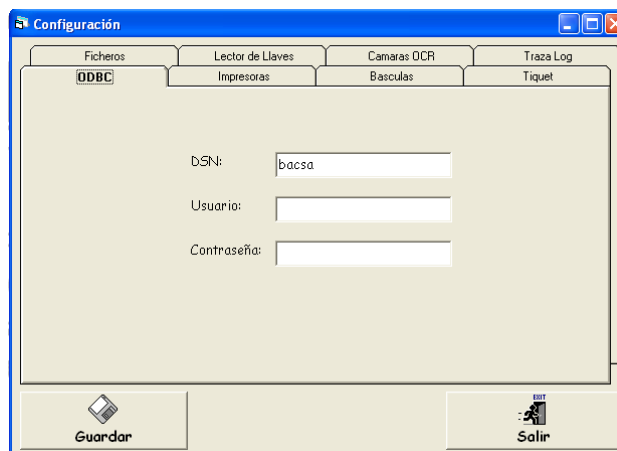 Configuración
Ficheros Lector de Llaves Camaras OCR Traza Log
ODBC Impresoras Basculas Tiquet
DSN: bacsa
Usuario:
Contraseña:
EXIT
Guardar Salir